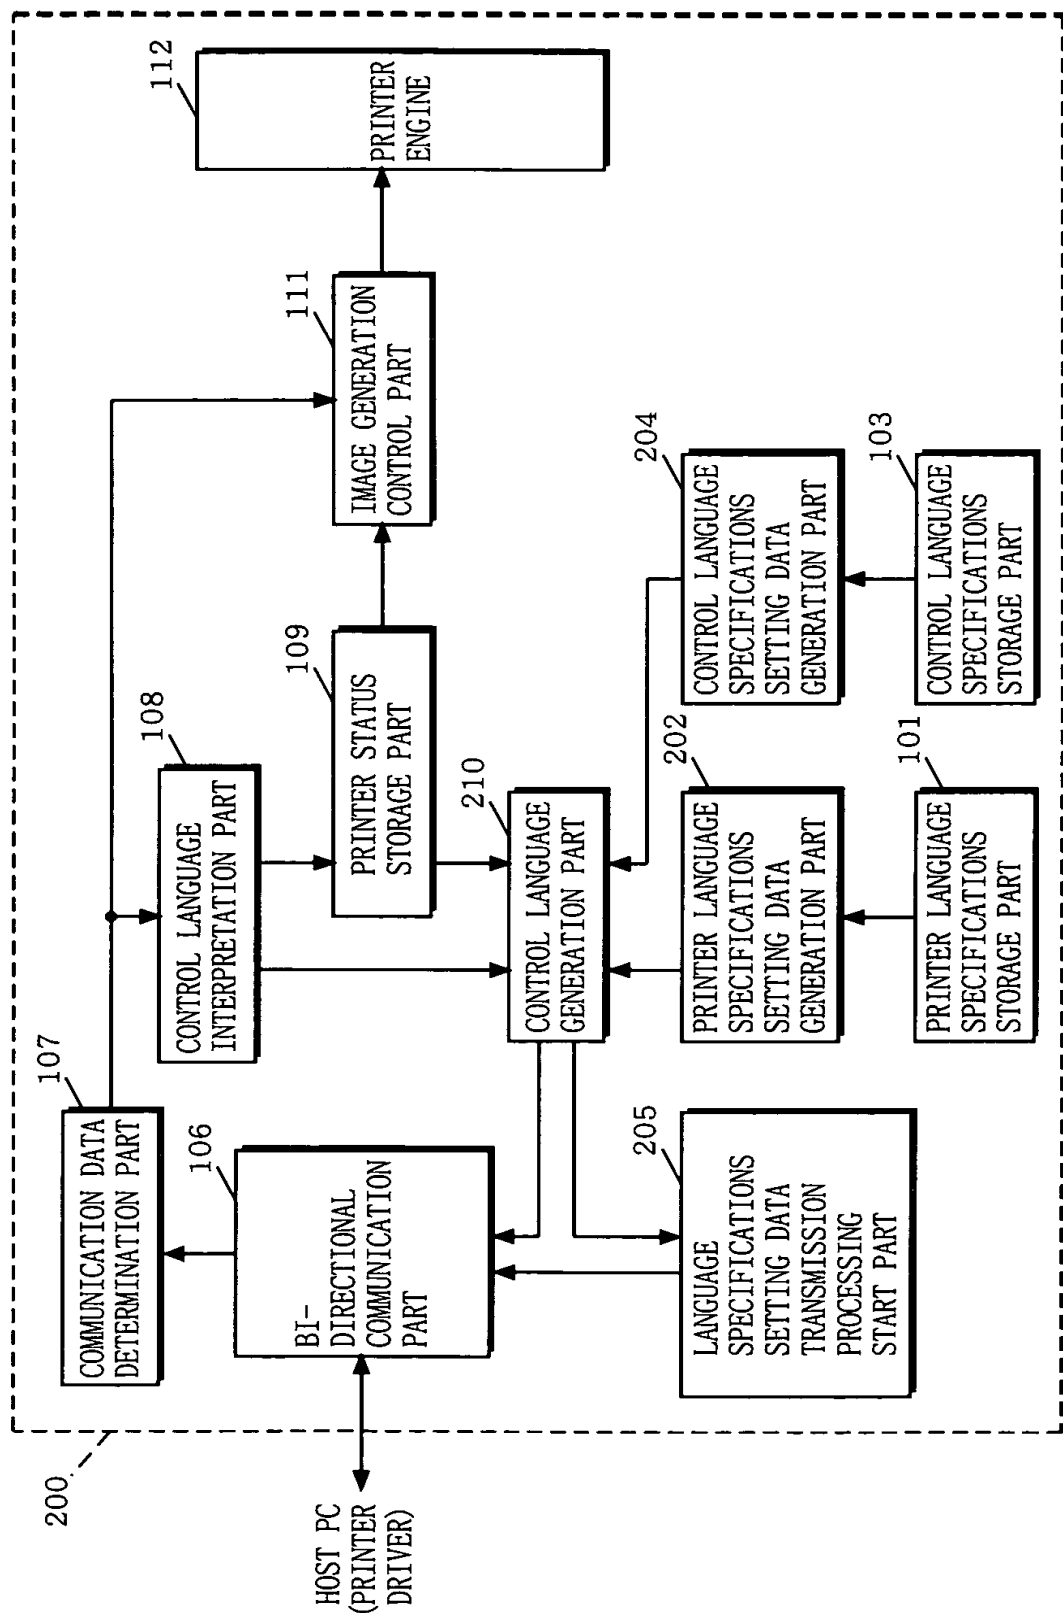 200
HOST PC
(PRINTER
DRIVER)
107
COMMUNICATION DATA
DETERMINATION PART
106
BI-
DIRECTIONAL
COMMUNICATION
PART
205
LANGUAGE
SPECIFICATIONS
SETTING DATA
TRANSMISSION
PROCESSING
START PART
108
CONTROL LANGUAGE
INTERPRETATION PART
109
PRINTER STATUS
STORAGE PART
210
CONTROL LANGUAGE
GENERATION PART
202
PRINTER LANGUAGE
SPECIFICATIONS
SETTING DATA
GENERATION PART
101
PRINTER LANGUAGE
SPECIFICATIONS
STORAGE PART
111
IMAGE GENERATION
CONTROL PART
204
CONTROL LANGUAGE
SPECIFICATIONS
SETTING DATA
GENERATION PART
103
CONTROL LANGUAGE
SPECIFICATIONS
STORAGE PART
112
PRINTER
ENGINE